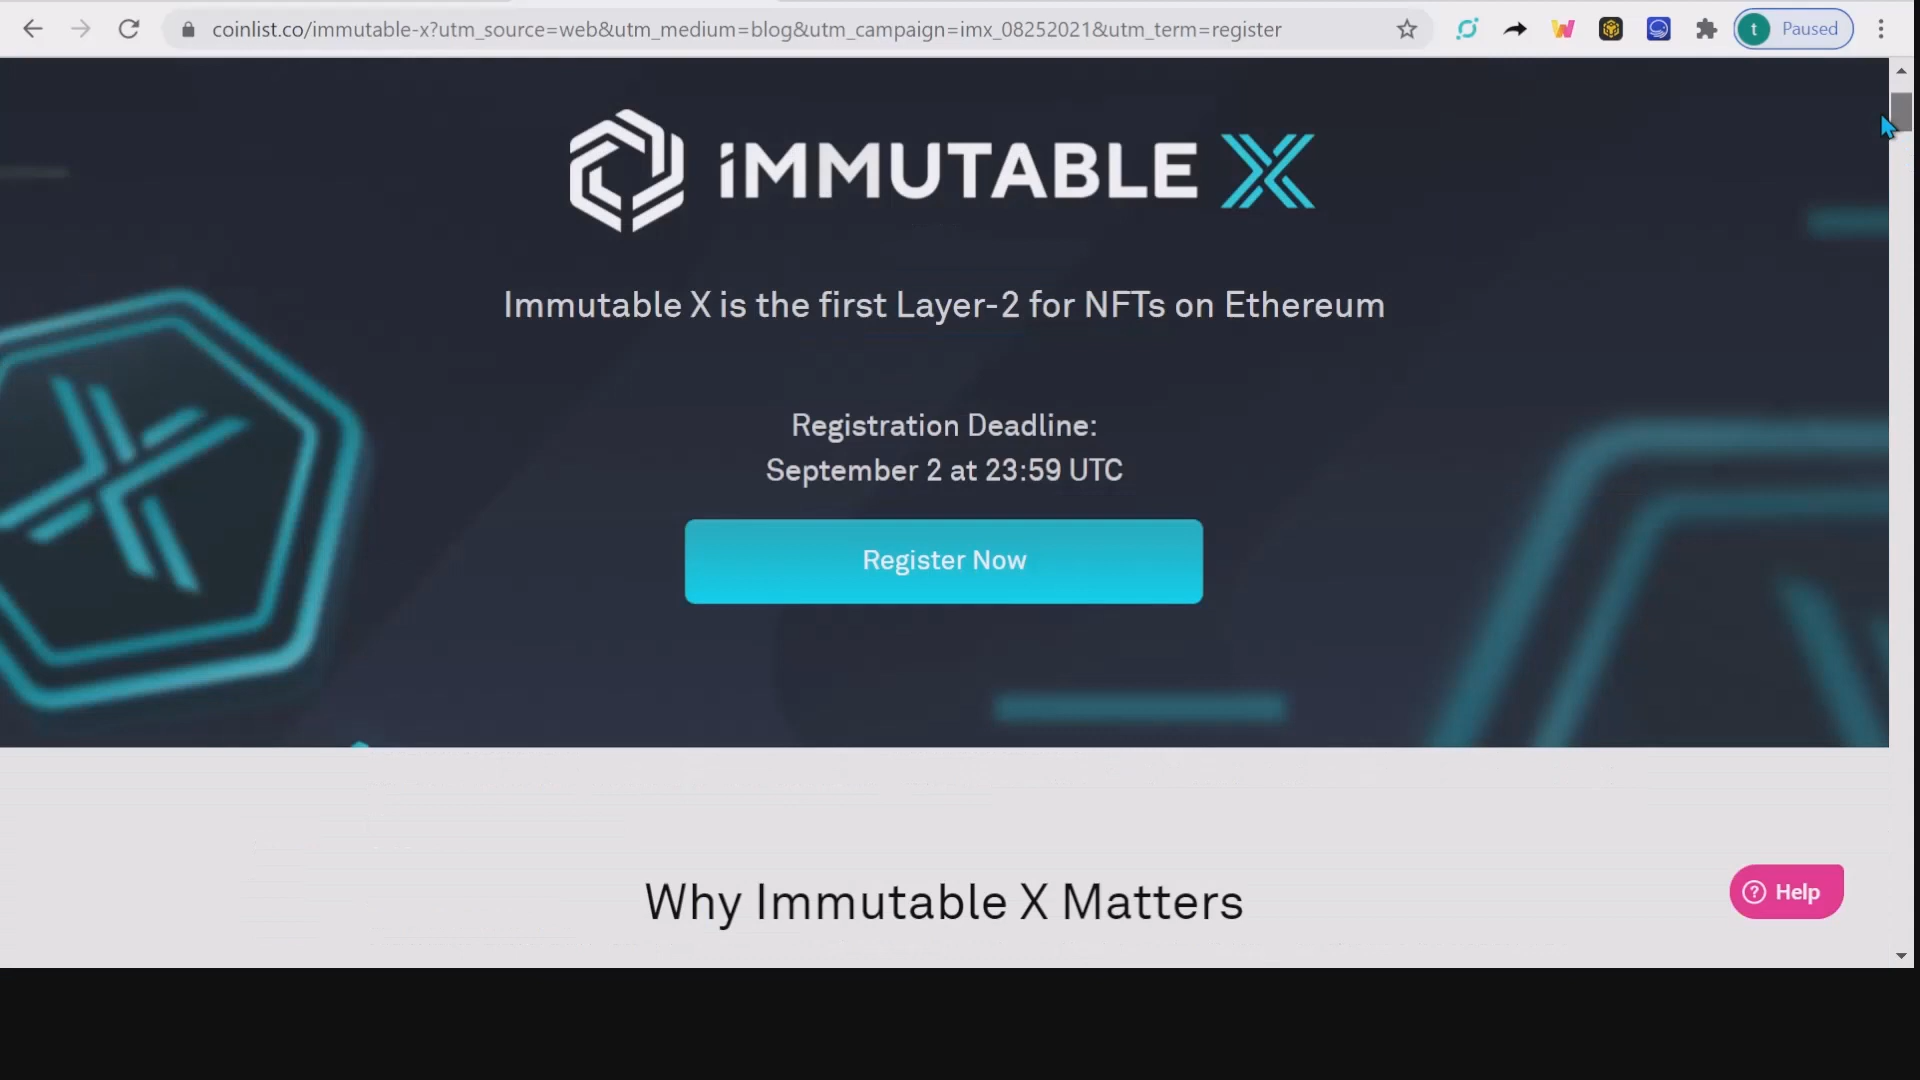 coinlist.co/immutable-x?utm_source=web&utm_medium=blog&utm_campaign=imx_08252021&utm_term=register
t Paused
iMMUTABLE X
Immutable X is the first Layer-2 for NFTs on Ethereum
Registration Deadline:
September 2 at 23:59 UTC
Register Now
Why Immutable X Matters
? Help